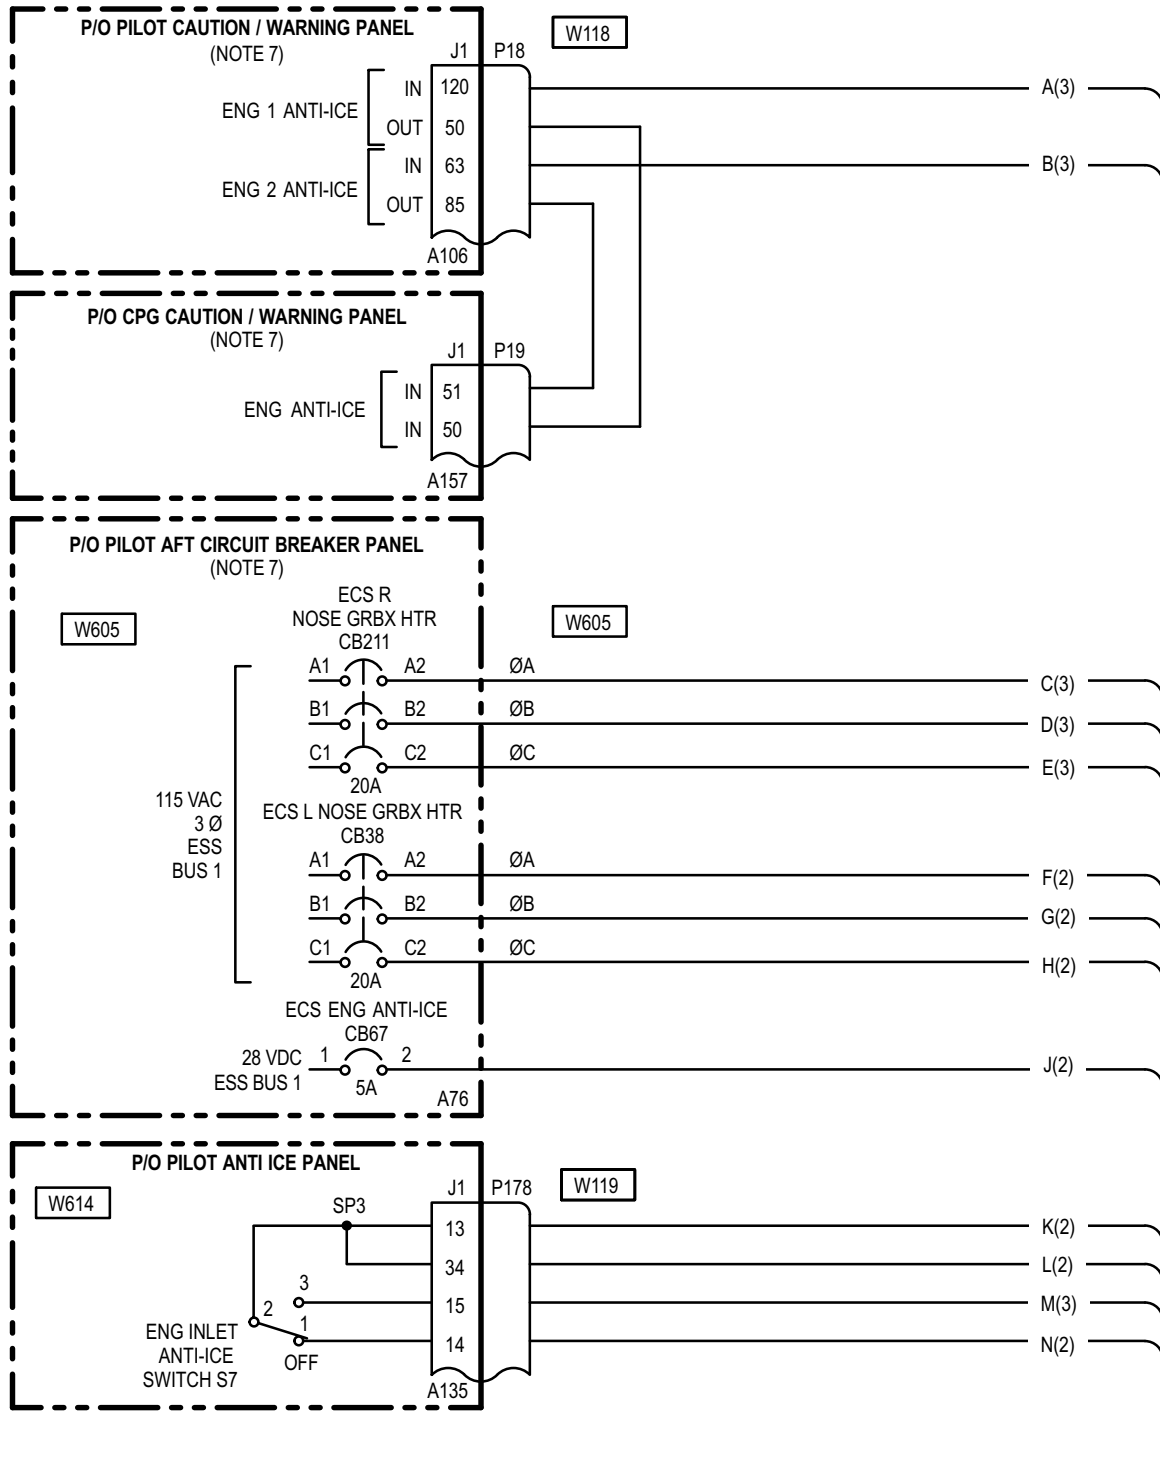 P/O PILOT CAUTION / WARNING PANEL
(NOTE 7)
W118
J1 P18
ENG 1 ANTI-ICE
IN 120
A(3)
OUT 50
ENG 2 ANTI-ICE
IN 63
B(3)
OUT 85
A106
P/O CPG CAUTION / WARNING PANEL
(NOTE 7)
J1 P19
ENG ANTI-ICE
IN 51
IN 50
A157
P/O PILOT AFT CIRCUIT BREAKER PANEL
(NOTE 7)
W605
ECS R
NOSE GRBX HTR
CB211
W605
A1 A2 ØA C(3)
B1 B2 ØB D(3)
C1 C2 ØC E(3)
20A
115 VAC
3 Ø
ESS
BUS 1
ECS L NOSE GRBX HTR
CB38
A1 A2 ØA F(2)
B1 B2 ØB G(2)
C1 C2 ØC H(2)
20A
ECS ENG ANTI-ICE
CB67
28 VDC
ESS BUS 1
1 2 J(2)
5A
A76
P/O PILOT ANTI ICE PANEL
W614
J1 P178
W119
SP3
13 K(2)
34 L(2)
3
15 M(3)
2
1
14 N(2)
ENG INLET
ANTI-ICE
SWITCH S7
OFF
A135